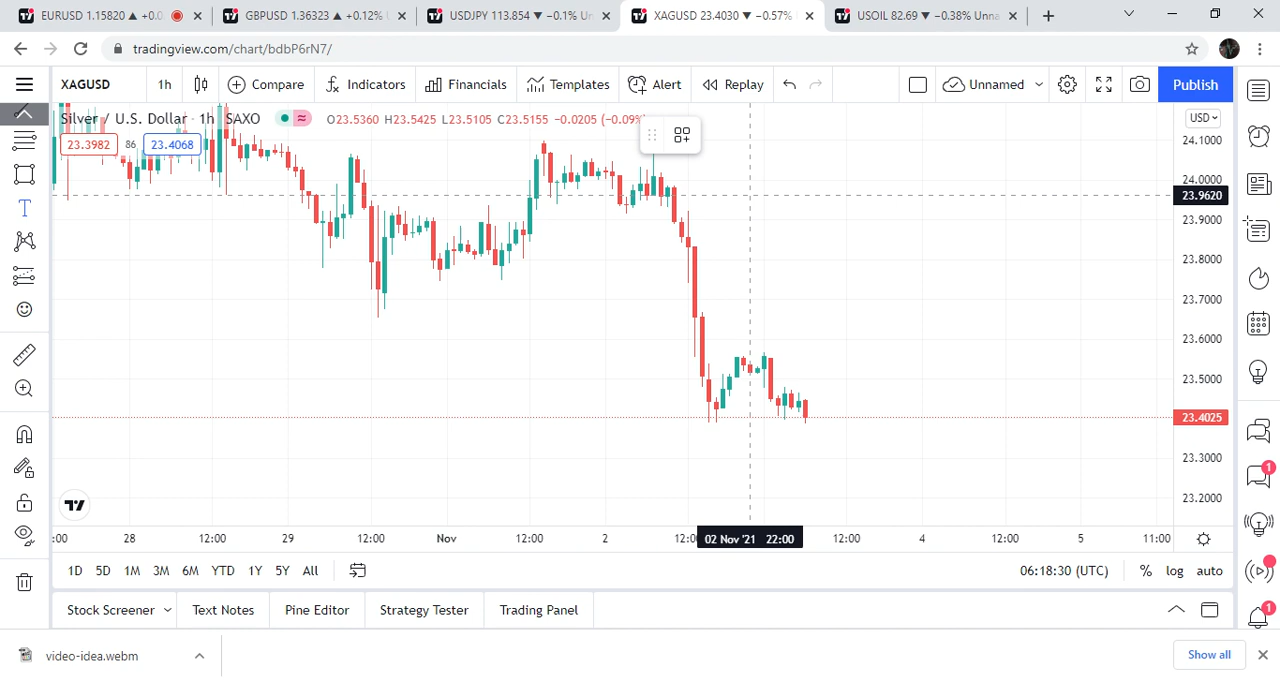 EURUSD 1.15820 ▲ +0.
GBPUSD 1.36323 ▲ +0.12%
USDJPY 113.854 ▼ −0.1% Un
XAGUSD 23.4030 ▼ −0.57%
USOIL 82.69 ▼ −0.38% Unna
tradingview.com/chart/bdbP6rN7/
XAGUSD 1h Compare Indicators Financials Templates Alert Replay Unnamed Publish
Silver / U.S. Dollar · 1h SAXO O23.5360 H23.5425 L23.5105 C23.5155 −0.0205 (−0.09%
USD
23.3982 86 23.4068
24.1000
24.0000
23.9620
23.9000
23.8000
23.7000
23.6000
23.5000
23.4025
23.3000
23.2000
:00 28 12:00 29 12:00 Nov 12:00 2 12:0 02 Nov '21 22:00 12:00 4 12:00 5 11:00
1D 5D 1M 3M 6M YTD 1Y 5Y All 06:18:30 (UTC) % log auto
Stock Screener Text Notes Pine Editor Strategy Tester Trading Panel
1
1
1
video-idea.webm Show all